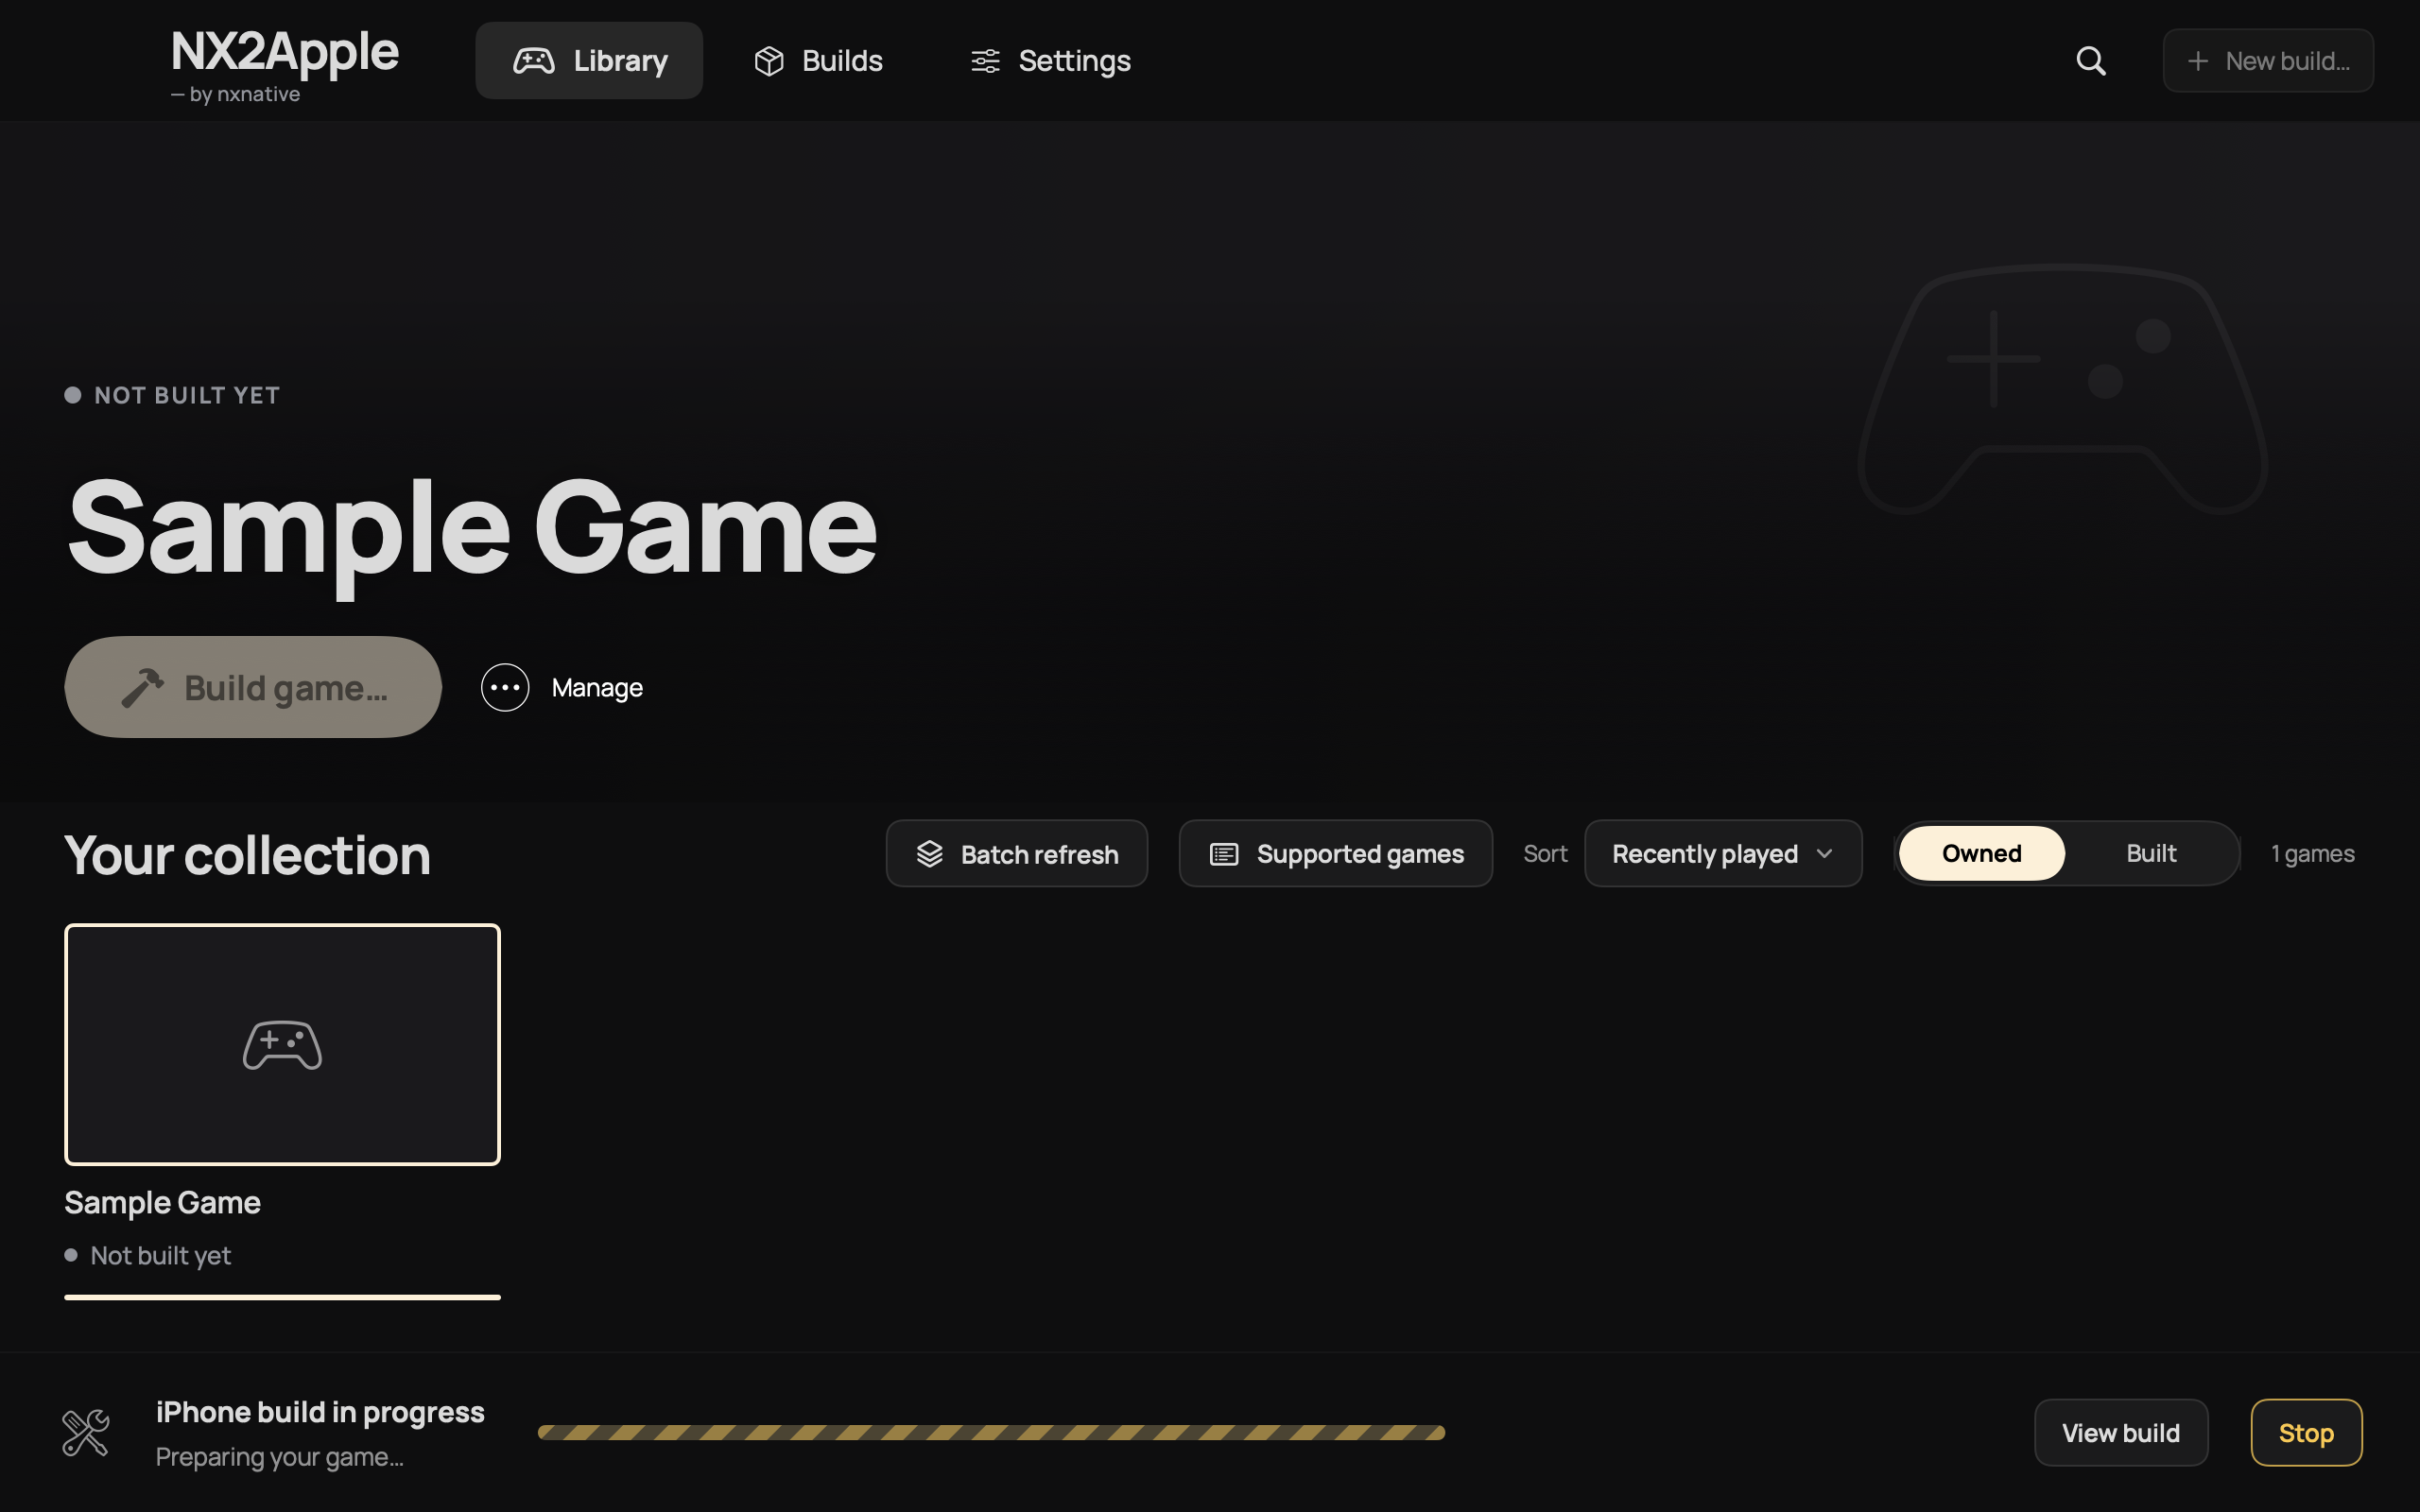 NX2Apple
— by nxnative
Library
Builds
Settings
New build...
NOT BUILT YET
Sample Game
Build game...
Manage
Your collection
Batch refresh
Supported games
Sort
Recently played
Owned
Built
1 games
Sample Game
Not built yet
iPhone build in progress
Preparing your game...
View build
Stop